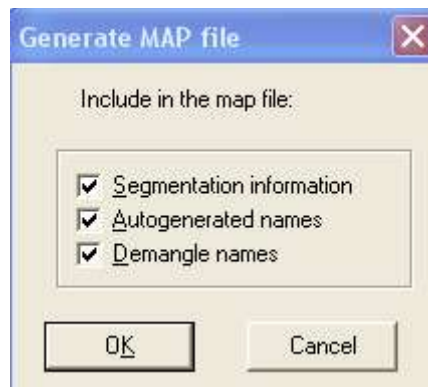 Generate MAP file
Include in the map file:
Segmentation information
Autogenerated names
Demangle names
OK Cancel